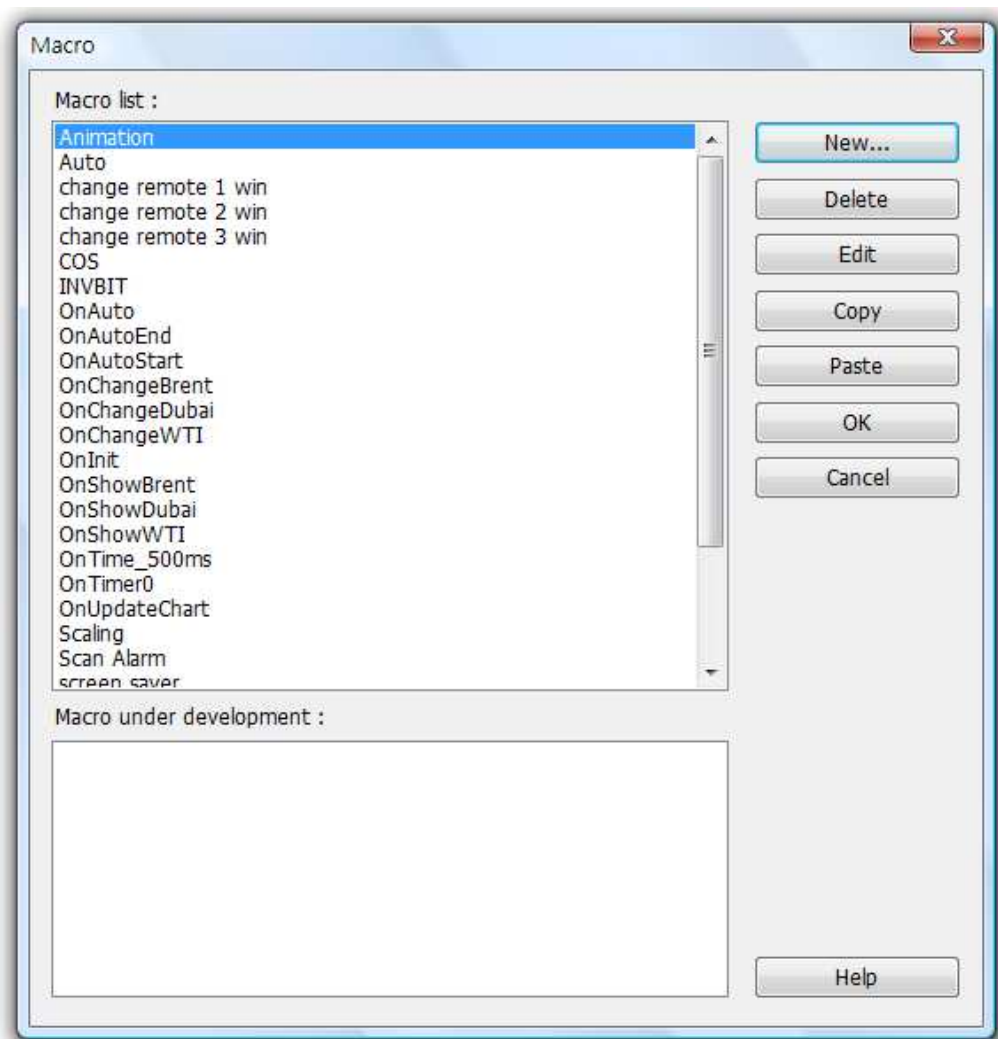 Macro
Macro list :
Animation
Auto
change remote 1 win
change remote 2 win
change remote 3 win
COS
INVBIT
OnAuto
OnAutoEnd
OnAutoStart
OnChangeBrent
OnChangeDubai
OnChangeWTI
OnInit
OnShowBrent
OnShowDubai
OnShowWTI
OnTime_500ms
OnTimer0
OnUpdateChart
Scaling
Scan Alarm
screen saver
New...
Delete
Edit
Copy
Paste
OK
Cancel
Macro under development :
Help